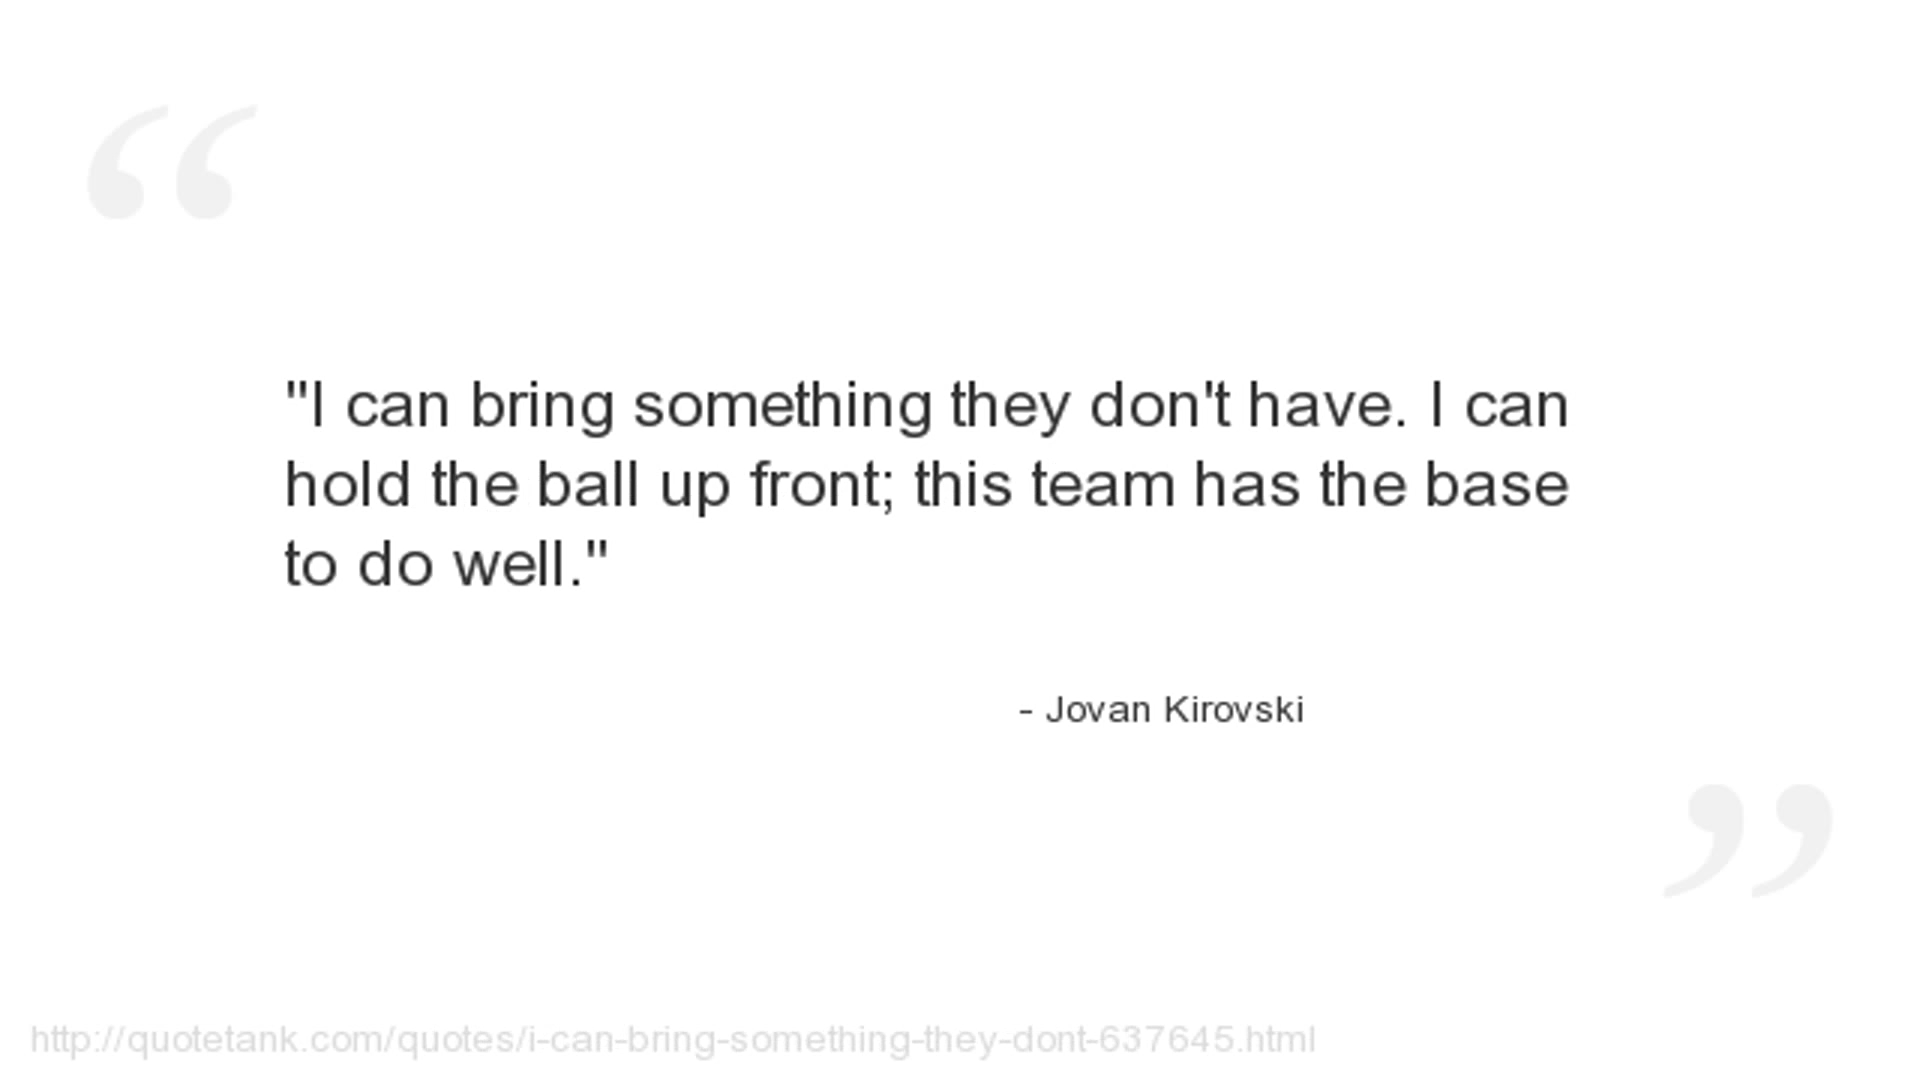 "I can bring something they don't have. I can
hold the ball up front; this team has the base
to do well."
- Jovan Kirovski
http://quotetank.com/quotes/i-can-bring-something-they-dont-637645.html